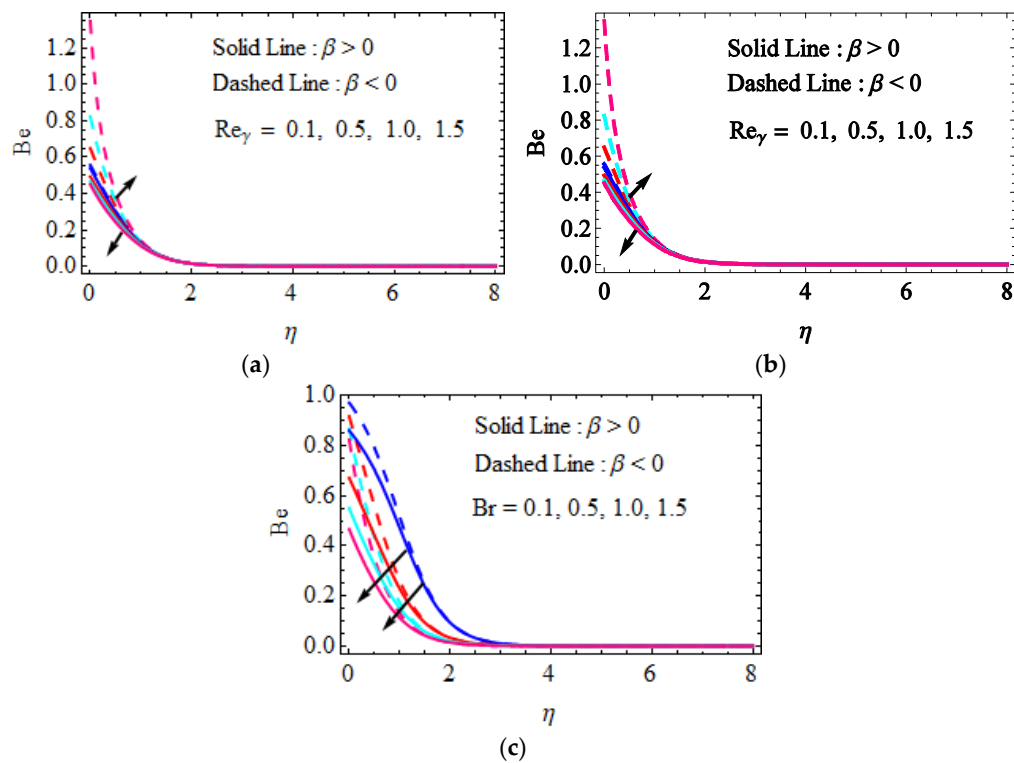 Solid Line : β > 0
Dashed Line : β < 0
Reγ = 0.1, 0.5, 1.0, 1.5
Be
1.2
1.0
0.8
0.6
0.4
0.2
0.0
0 2 4 6 8
η
(a)
Solid Line : β > 0
Dashed Line : β < 0
Reγ = 0.1, 0.5, 1.0, 1.5
Be
1.2
1.0
0.8
0.6
0.4
0.2
0.0
0 2 4 6 8
η
(b)
Solid Line : β > 0
Dashed Line : β < 0
Br = 0.1, 0.5, 1.0, 1.5
Be
1.0
0.8
0.6
0.4
0.2
0.0
0 2 4 6 8
η
(c)